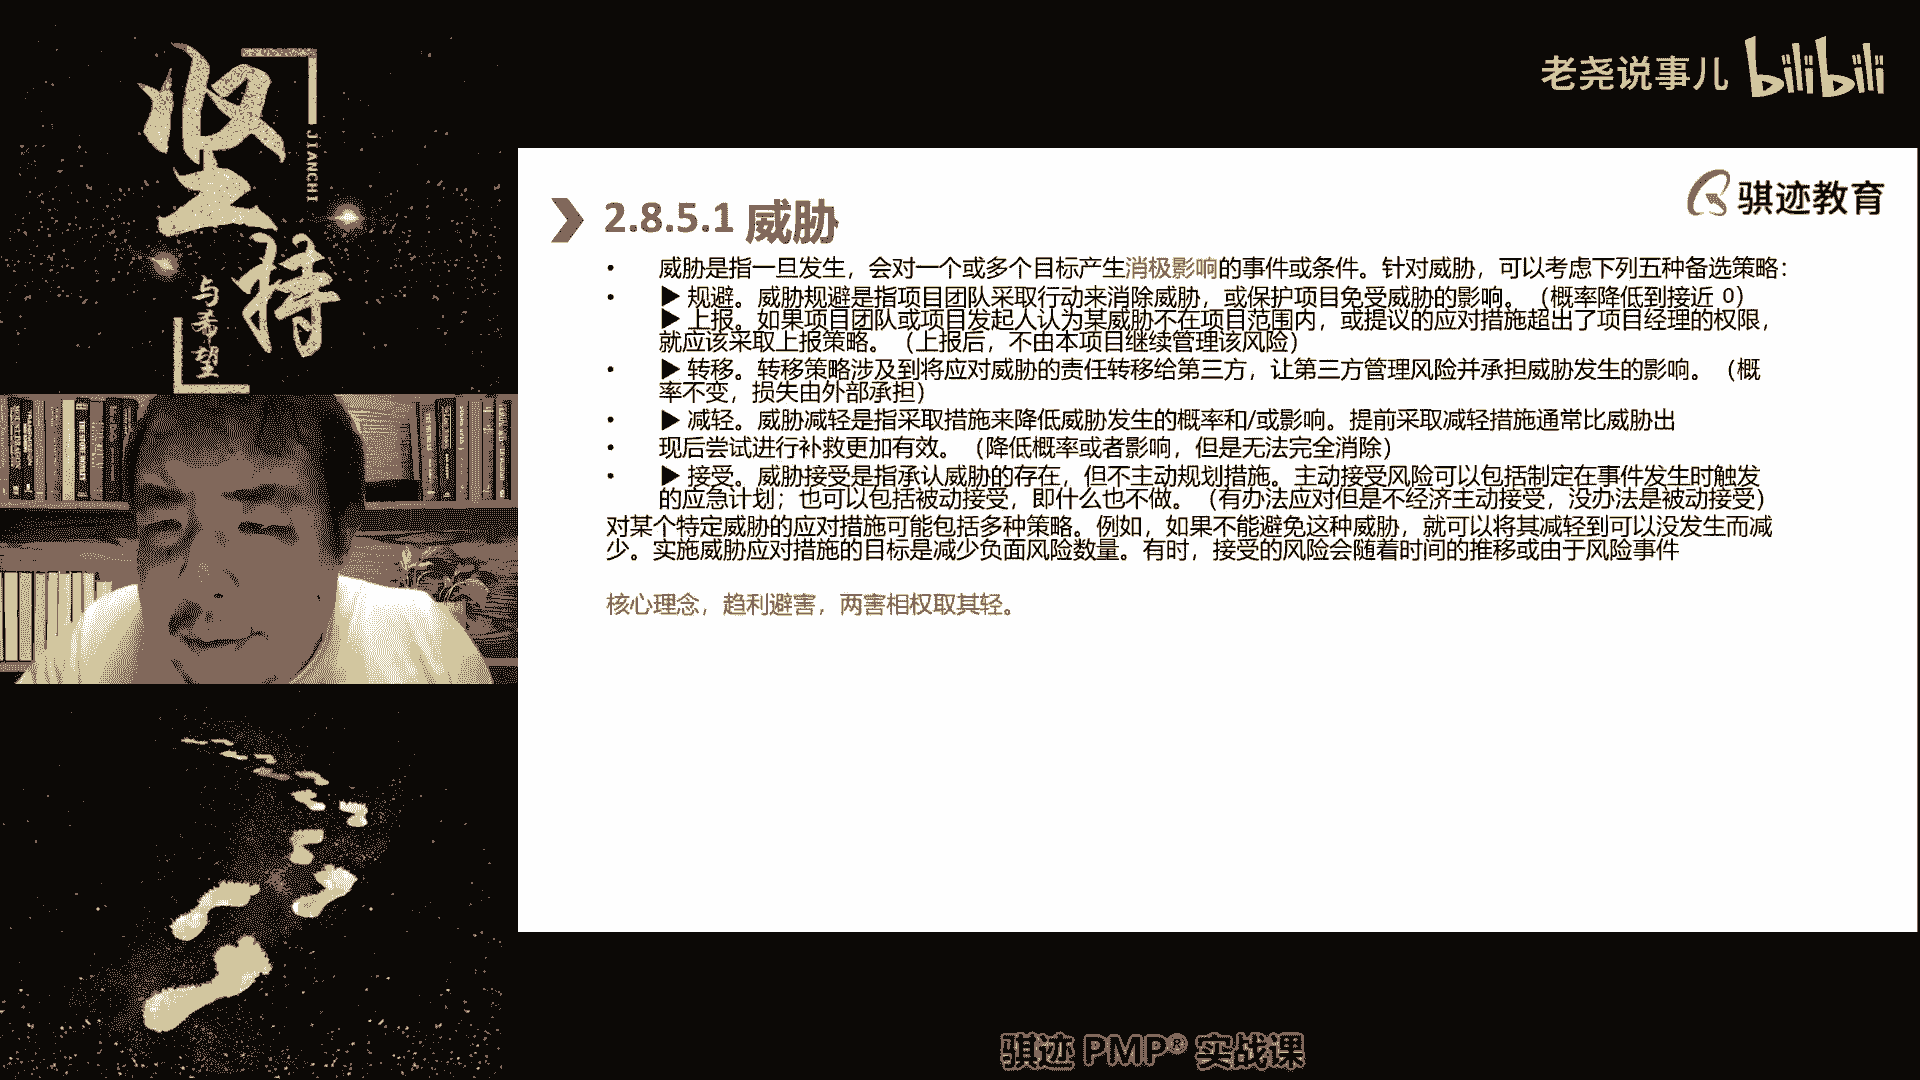 坚持
JIANCHI
与希望
老尧说事儿 bilibili
骐迹教育
2.8.5.1 威胁
• 威胁是指一旦发生，会对一个或多个目标产生消极影响的事件或条件。针对威胁，可以考虑下列五种备选策略：
• ▶ 规避。威胁规避是指项目团队采取行动来消除威胁，或保护项目免受威胁的影响。（概率降低到接近 0）
▶ 上报。如果项目团队或项目发起人认为某威胁不在项目范围内，或提议的应对措施超出了项目经理的权限，
就应该采取上报策略。（上报后，不由本项目继续管理该风险）
• ▶ 转移。转移策略涉及到将应对威胁的责任转移给第三方，让第三方管理风险并承担威胁发生的影响。（概
率不变，损失由外部承担）
• ▶ 减轻。威胁减轻是指采取措施来降低威胁发生的概率和/或影响。提前采取减轻措施通常比威胁出
• 现后尝试进行补救更加有效。（降低概率或者影响，但是无法完全消除）
• ▶ 接受。威胁接受是指承认威胁的存在，但不主动规划措施。主动接受风险可以包括制定在事件发生时触发
的应急计划；也可以包括被动接受，即什么也不做。（有办法应对但是不经济主动接受，没办法是被动接受）
对某个特定威胁的应对措施可能包括多种策略。例如，如果不能避免这种威胁，就可以将其减轻到可以没发生而减
少。实施威胁应对措施的目标是减少负面风险数量。有时，接受的风险会随着时间的推移或由于风险事件
核心理念，趋利避害，两害相权取其轻。
骐迹 PMP® 实战课